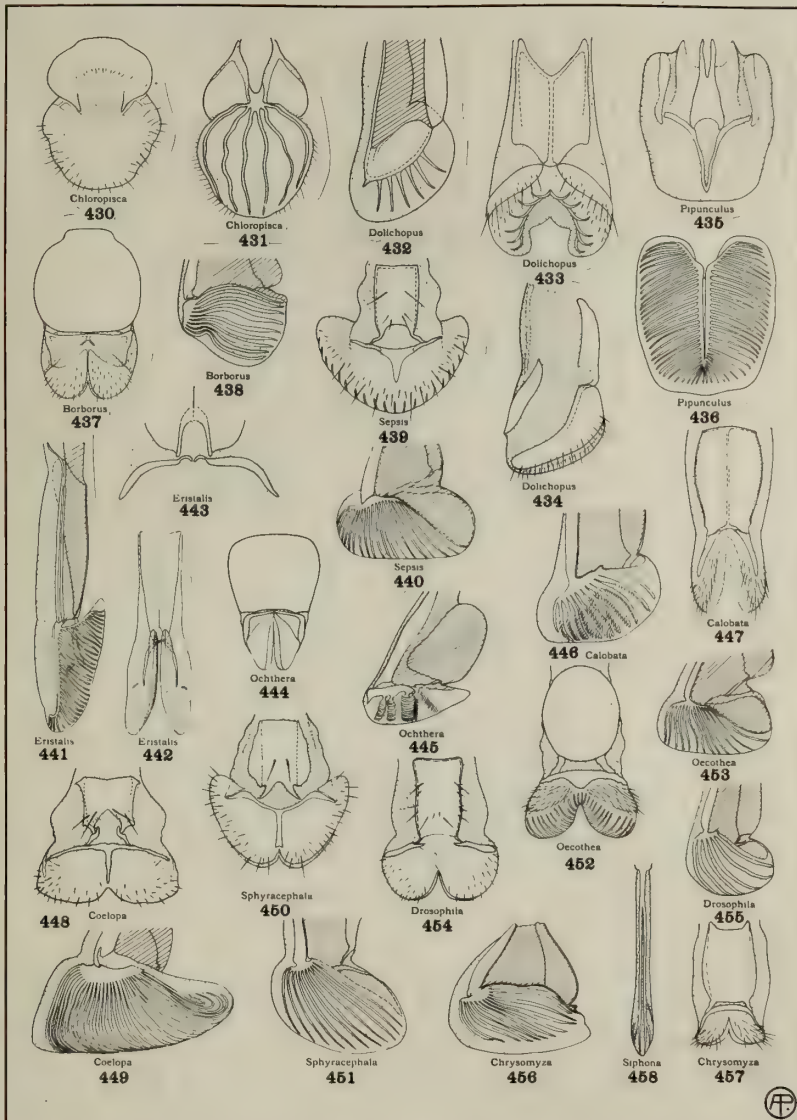 Chloropisca
430
Chloropisca
431
Dolichopus
432
Dolichopus
433
Pipunculus
435
Borborus
437
Borborus
438
Sepsis
439
Dolichopus
434
Pipunculus
436
Eristalis
443
Sepsis
440
Eristalis
441
Eristalis
442
Ochthera
444
Ochthera
445
446 Calobata
Calobata
447
Oecothea
453
448 Coelopa
Sphyracephala
450
Drosophila
454
Oecothea
452
Drosophila
455
Coelopa
449
Sphyracephala
451
Chrysomyza
456
Siphona
458
Chrysomyza
457